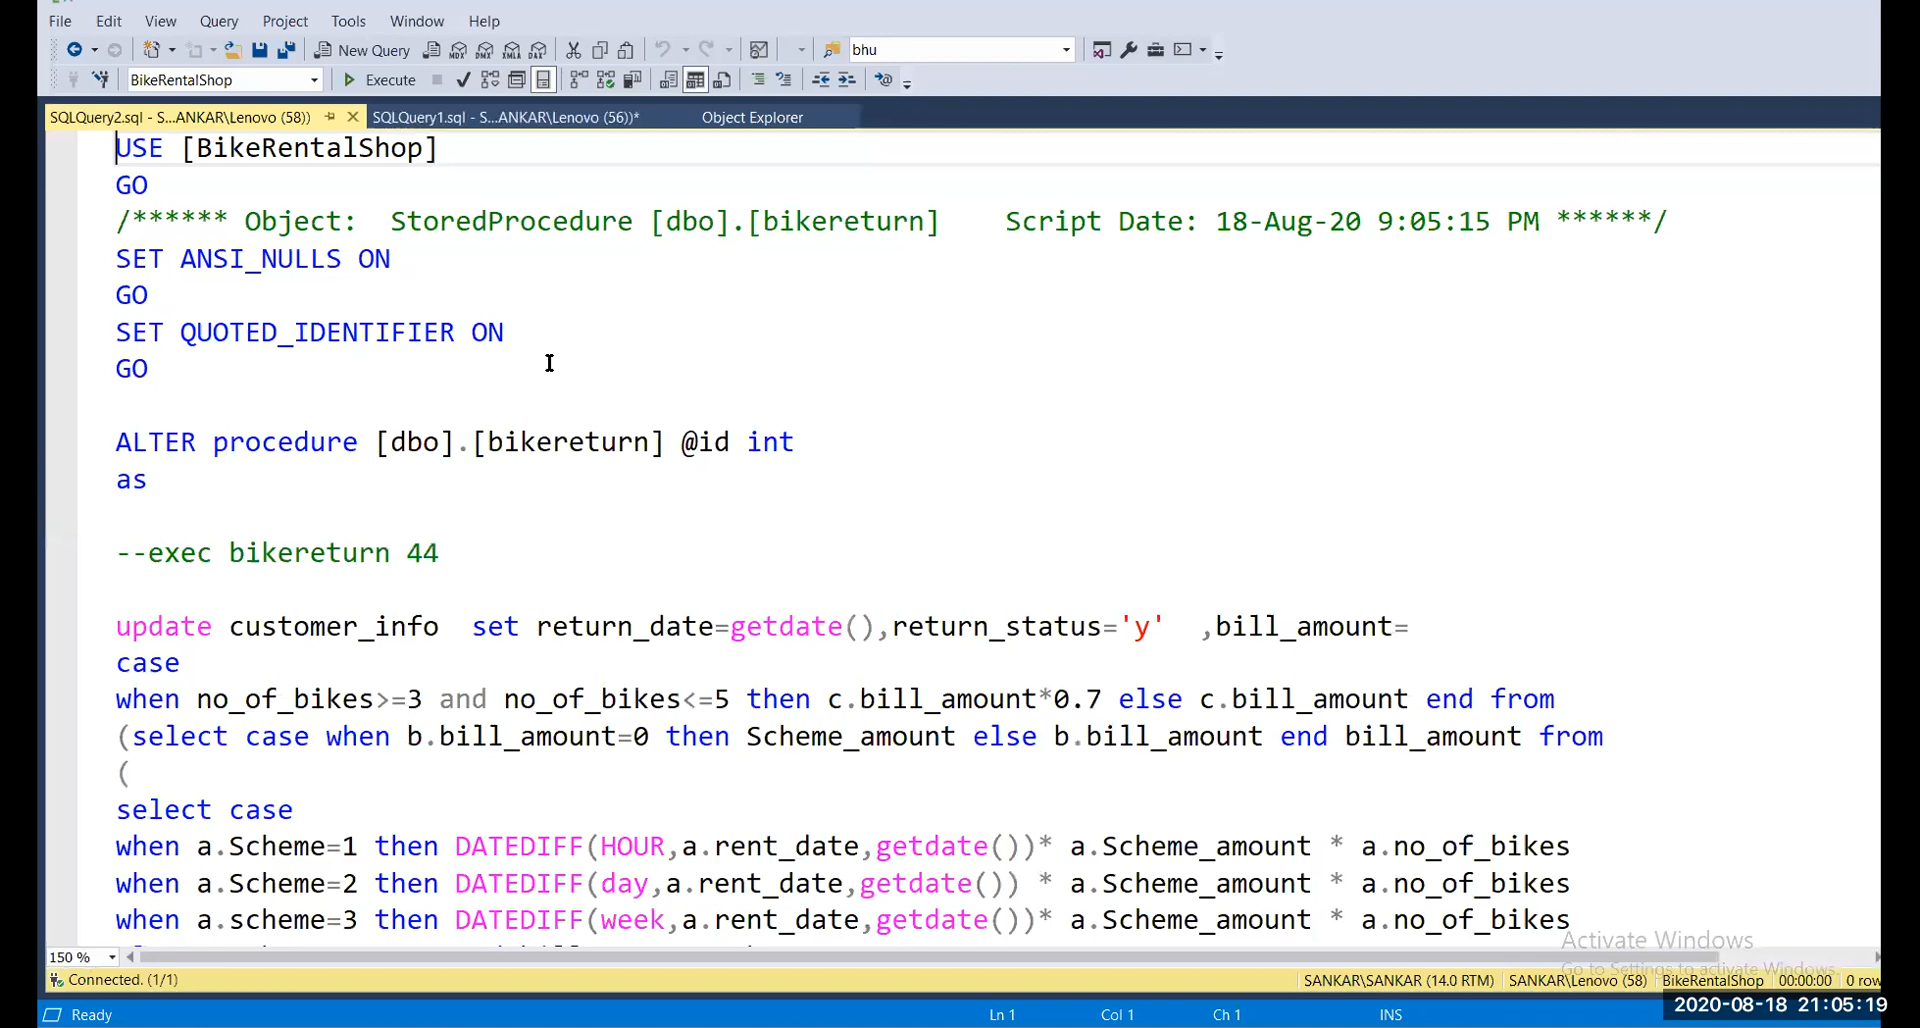 File Edit View Query Project Tools Window Help
New Query bhu
BikeRentalShop Execute
SQLQuery2.sql - S...ANKAR\Lenovo (58)) SQLQuery1.sql - S...ANKAR\Lenovo (56))* Object Explorer
USE [BikeRentalShop]
GO
/****** Object:  StoredProcedure [dbo].[bikereturn]    Script Date: 18-Aug-20 9:05:15 PM ******/
SET ANSI_NULLS ON
GO
SET QUOTED_IDENTIFIER ON
GO
ALTER procedure [dbo].[bikereturn] @id int
as
--exec bikereturn 44
update customer_info  set return_date=getdate(),return_status='y'  ,bill_amount=
case
when no_of_bikes>=3 and no_of_bikes<=5 then c.bill_amount*0.7 else c.bill_amount end from
(select case when b.bill_amount=0 then Scheme_amount else b.bill_amount end bill_amount from
(
select case
when a.Scheme=1 then DATEDIFF(HOUR,a.rent_date,getdate())* a.Scheme_amount * a.no_of_bikes
when a.Scheme=2 then DATEDIFF(day,a.rent_date,getdate()) * a.Scheme_amount * a.no_of_bikes
when a.scheme=3 then DATEDIFF(week,a.rent_date,getdate())* a.Scheme_amount * a.no_of_bikes
Activate Windows
Go to Settings to activate Windows.
150 %
Connected. (1/1) SANKAR\SANKAR (14.0 RTM) SANKAR\Lenovo (58) BikeRentalShop 00:00:00 0 row
Ready Ln 1 Col 1 Ch 1 INS
2020-08-18 21:05:19